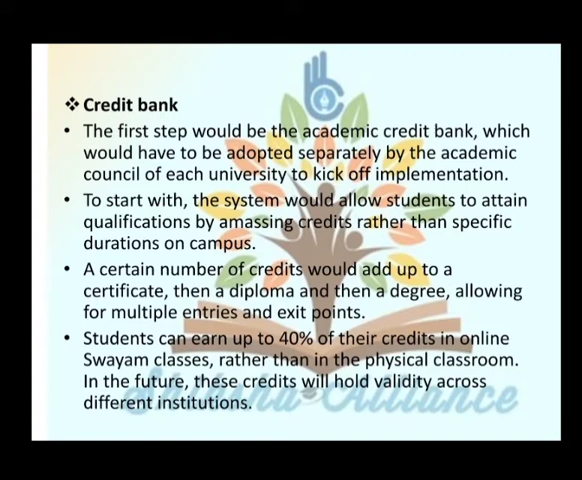 ❖ Credit bank
• The first step would be the academic credit bank, which
would have to be adopted separately by the academic
council of each university to kick off implementation.
• To start with, the system would allow students to attain
qualifications by amassing credits rather than specific
durations on campus.
• A certain number of credits would add up to a
certificate, then a diploma and then a degree, allowing
for multiple entries and exit points.
• Students can earn up to 40% of their credits in online
Swayam classes, rather than in the physical classroom.
In the future, these credits will hold validity across
different institutions.
Alliance